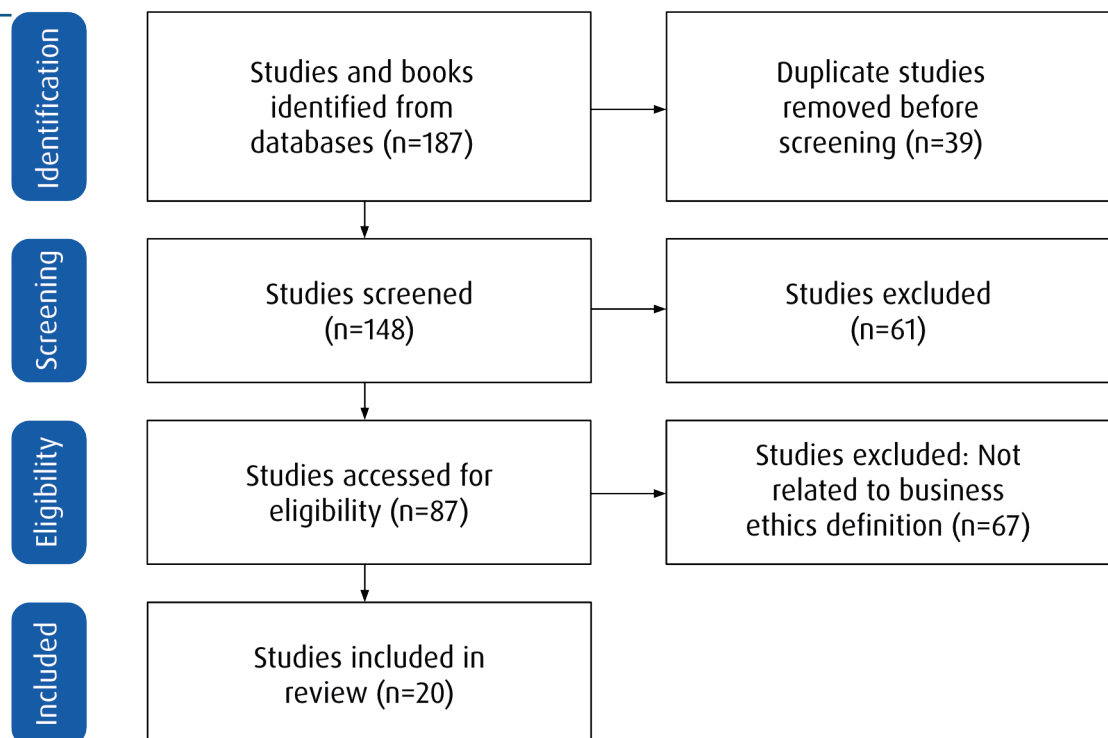 Identification
Studies and books
identified from
databases (n=187)
Duplicate studies
removed before
screening (n=39)
Screening
Studies screened
(n=148)
Studies excluded
(n=61)
Eligibility
Studies accessed for
eligibility (n=87)
Studies excluded: Not
related to business
ethics definition (n=67)
Included
Studies included in
review (n=20)